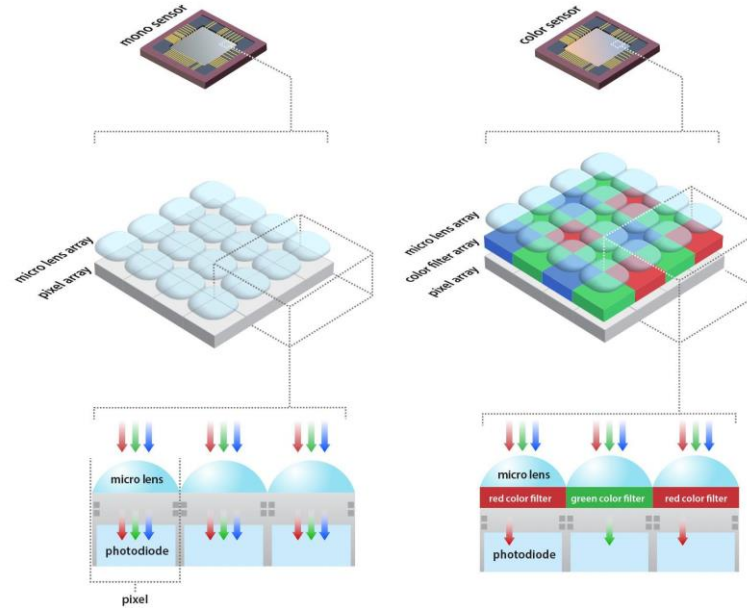 mono sensor
color sensor
micro lens array
pixel array
micro lens array
color filter array
pixel array
micro lens
photodiode
pixel
micro lens
red color filter
green color filter
red color filter
photodiode